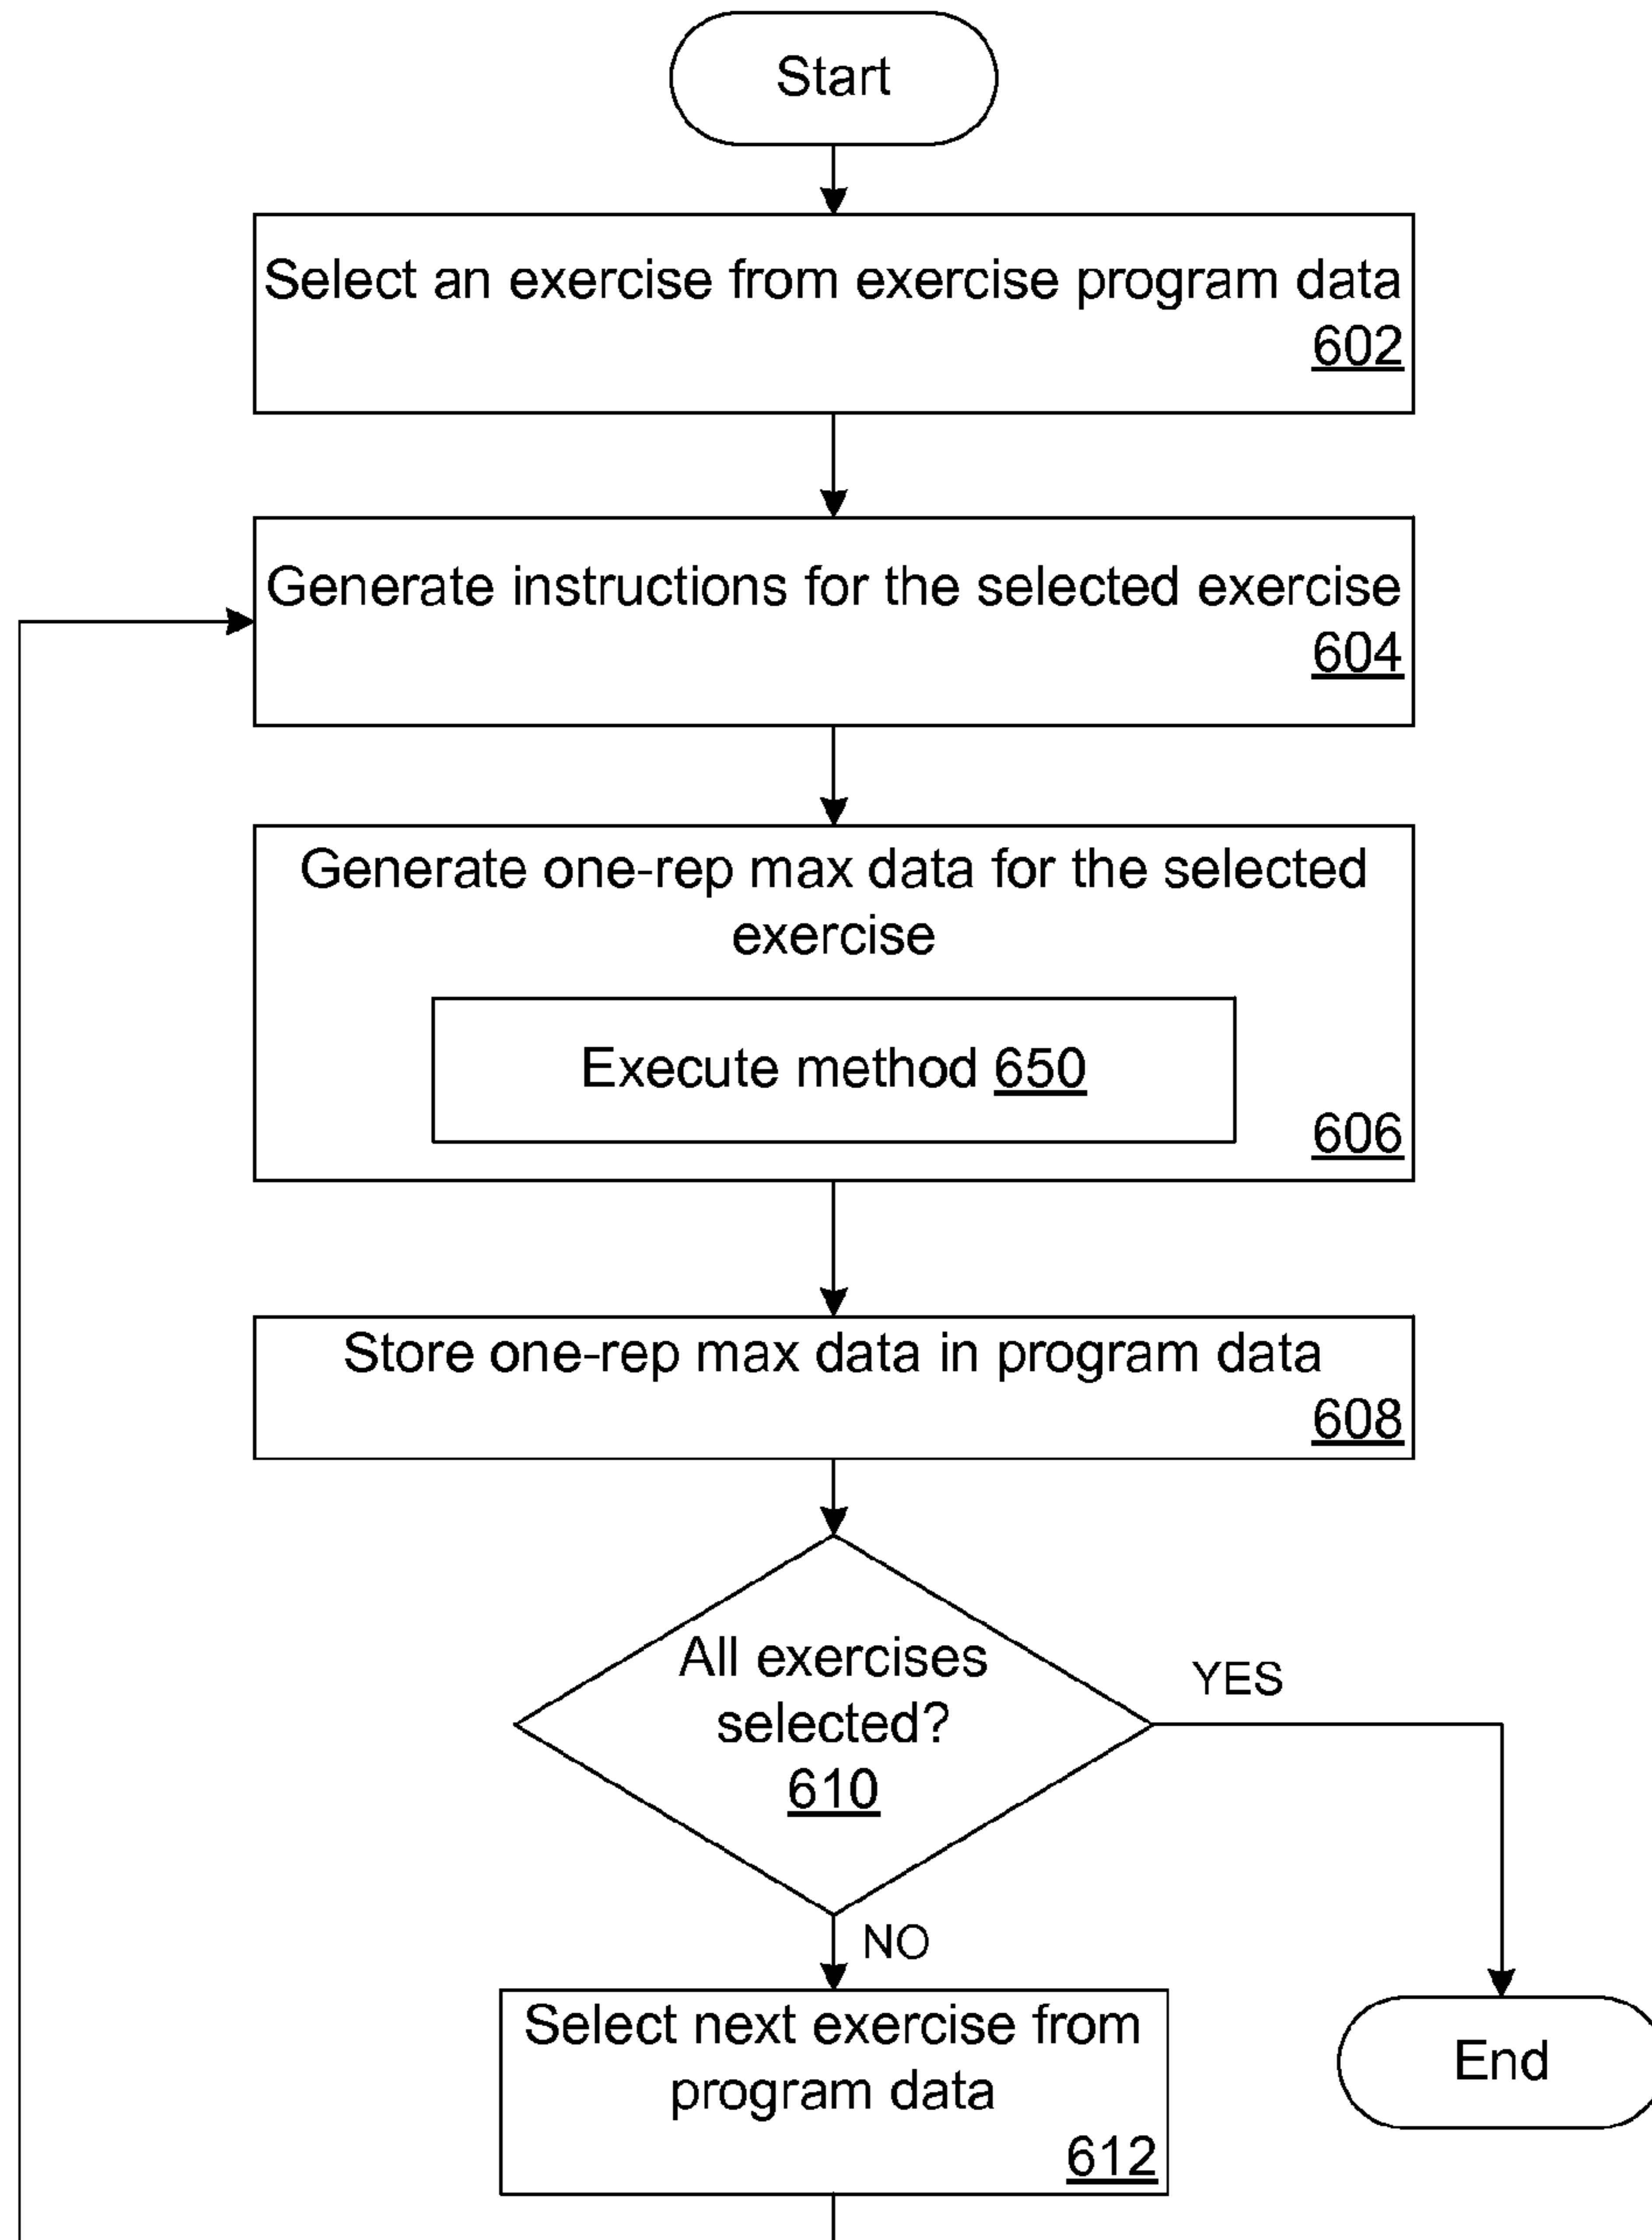 Start
Select an exercise from exercise program data
602
Generate instructions for the selected exercise
604
Generate one-rep max data for the selected
exercise
Execute method 650
606
Store one-rep max data in program data
608
All exercises
selected?
610
YES
NO
Select next exercise from
program data
612
End